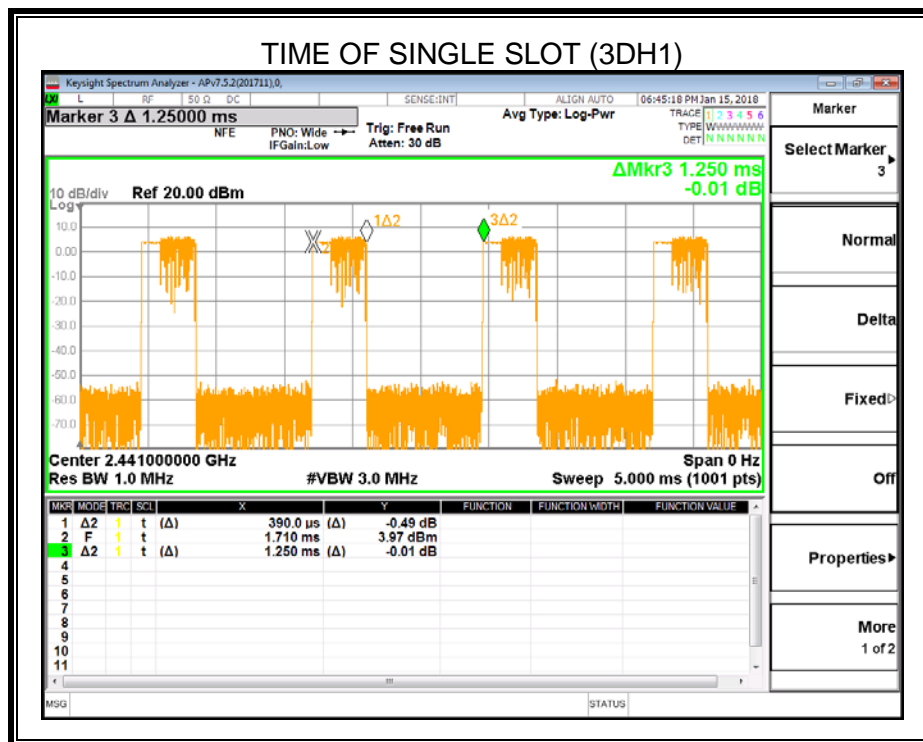 TIME OF SINGLE SLOT (3DH1)
Keysight Spectrum Analyzer - APv7.5.2(201711),0,
LXI L RF 50 Ω DC SENSE:INT ALIGN AUTO 06:45:18 PM Jan 15, 2018
Marker 3 Δ 1.25000 ms
NFE
PNO: Wide
IFGain:Low
Trig: Free Run
Atten: 30 dB
Avg Type: Log-Pwr
TRACE 1 2 3 4 5 6
TYPE WWWWWW
DET N N N N N N
ΔMkr3 1.250 ms
-0.01 dB
10 dB/div Ref 20.00 dBm
Log
10.0
0.00
-10.0
-20.0
-30.0
-40.0
-50.0
-60.0
-70.0
2
1Δ2
3Δ2
Center 2.441000000 GHz Span 0 Hz
Res BW 1.0 MHz #VBW 3.0 MHz Sweep 5.000 ms (1001 pts)
MKR MODE TRC SCL X Y FUNCTION FUNCTION WIDTH FUNCTION VALUE
1 Δ2 1 t (Δ) 390.0 µs (Δ) -0.49 dB
2 F 1 t 1.710 ms 3.97 dBm
3 Δ2 1 t (Δ) 1.250 ms (Δ) -0.01 dB
4
5
6
7
8
9
10
11
MSG STATUS
Marker
Select Marker
3
Normal
Delta
Fixed
Off
Properties
More
1 of 2